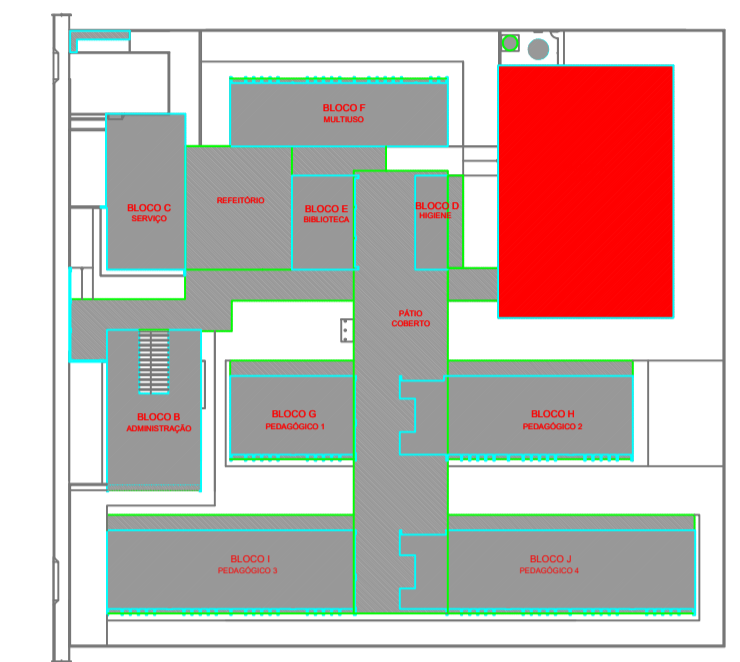 BLOCO F
MULTIUSO
BLOCO C
SERVIÇO
REFEITÓRIO
BLOCO E
BIBLIOTECA
BLOCO D
HIGIENE
PÁTIO
COBERTO
BLOCO B
ADMINISTRAÇÃO
BLOCO G
PEDAGÓGICO 1
BLOCO H
PEDAGÓGICO 2
BLOCO I
PEDAGÓGICO 3
BLOCO J
PEDAGÓGICO 4